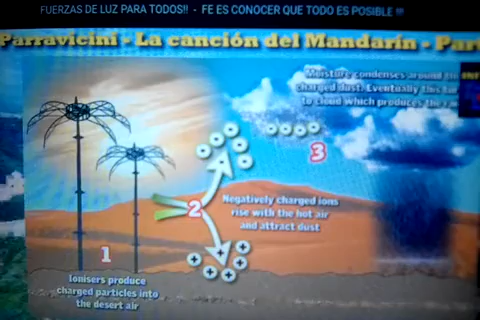 FUERZAS DE LUZ PARA TODOS!! - FE ES CONOCER QUE TODO ES POSIBLE !!!
Parravicini - La canción del Mandarín - Par
Moisture condenses around the
charged dust. Eventually this tur
to cloud which produces the
3
Negatively charged ions
rise with the hot air
and attract dust
2
1
Ionisers produce
charged particles into
the desert air